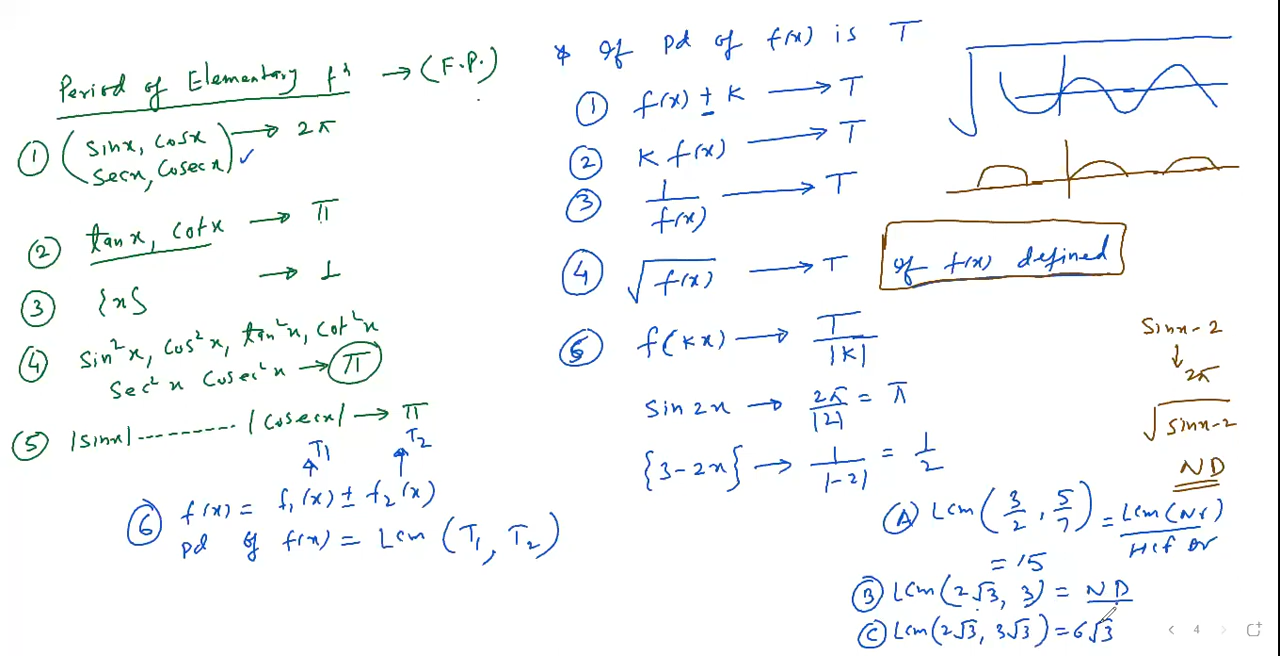 Period of Elementary fⁿ → (F.P.)
① (sinx, cosx
secx, cosecx) → 2π ✓
② tanx, cotx → π
③ {x} → 1
④ sin²x, cos²x, tan²x, cot²x
sec²x cosec²x → π
⑤ |sinx| --------- |cosecx| → π
T₁ T₂
⑥ f(x) = f₁(x) ± f₂(x)
pd of f(x) = Lcm (T₁, T₂)
* If pd of f(x) is T
① f(x) ± K → T
② K f(x) → T
③ 1/f(x) → T
④ √f(x) → T
If f(x) defined
⑤ f(Kx) → T/|K|
sin 2x → 2π/|2| = π
{3-2x} → 1/|-2| = 1/2
sinx-2
↓
2π
√sinx-2
ND
Ⓐ Lcm (3/2, 5/7) = Lcm (Nr)/Hcf Dr
= 15
Ⓑ Lcm (2√3, 3) = ND
Ⓒ Lcm (2√3, 3√3) = 6√3
< 4 >